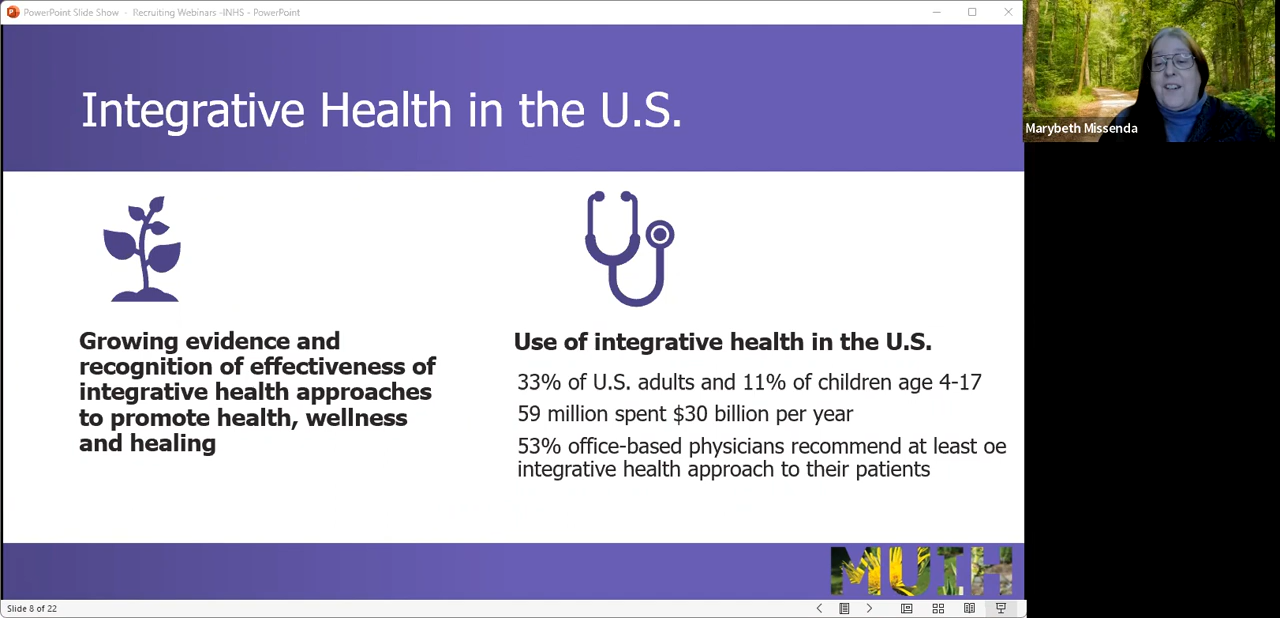 PowerPoint Slide Show - Recruiting Webinars -INHS - PowerPoint
Integrative Health in the U.S.
Marybeth Missenda
Growing evidence and
recognition of effectiveness of
integrative health approaches
to promote health, wellness
and healing
Use of integrative health in the U.S.
33% of U.S. adults and 11% of children age 4-17
59 million spent $30 billion per year
53% office-based physicians recommend at least oe
integrative health approach to their patients
MUIH
Slide 8 of 22